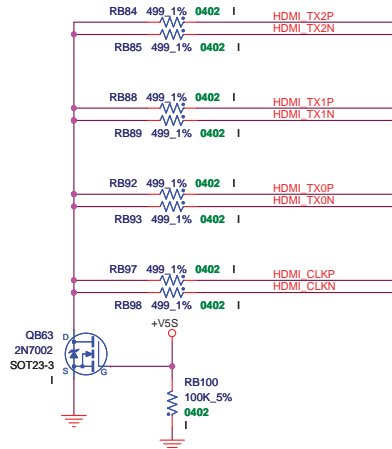 RB84 499_1% 0402 I
HDMI_TX2P
HDMI_TX2N
RB85 499_1% 0402 I
RB88 499_1% 0402 I
HDMI_TX1P
HDMI_TX1N
RB89 499_1% 0402 I
RB92 499_1% 0402 I
HDMI_TX0P
HDMI_TX0N
RB93 499_1% 0402 I
RB97 499_1% 0402 I
HDMI_CLKP
HDMI_CLKN
RB98 499_1% 0402 I
+V5S
QB63
2N7002
SOT23-3
I
D
S
G
RB100
100K_5%
0402
I